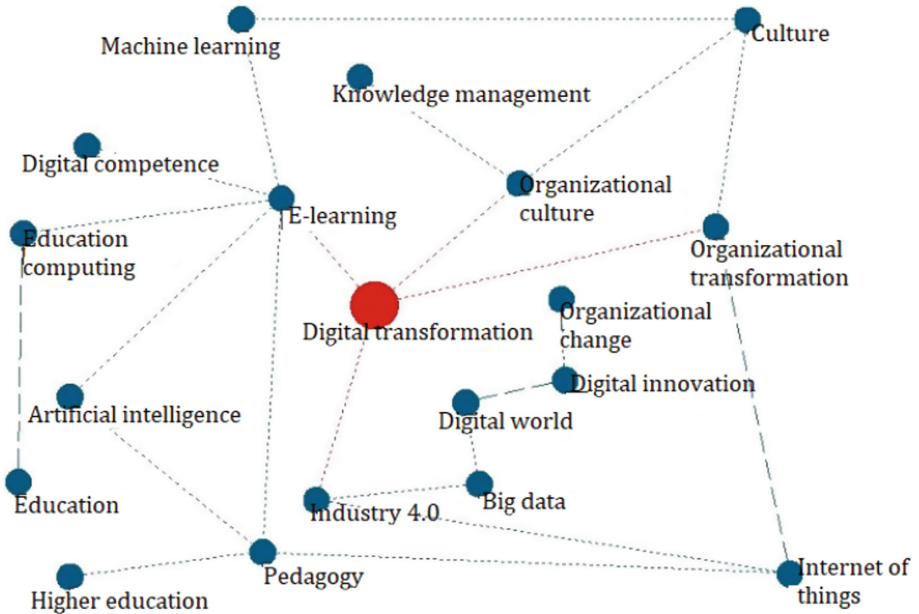 Machine learning
Culture
Knowledge management
Digital competence
Organizational
culture
E-learning
Education
computing
Organizational
transformation
Digital transformation
Organizational
change
Digital innovation
Artificial intelligence
Digital world
Education
Industry 4.0
Big data
Pedagogy
Internet of
things
Higher education